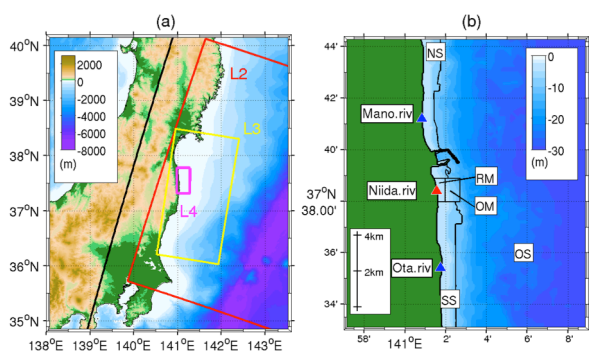 (a)
40°N
39°N
38°N
37°N
36°N
35°N
138°E 139°E 140°E 141°E 142°E 143°E
2000
0
-2000
-4000
-6000
-8000
(m)
L2
L3
L4
(b)
44'
42'
40'
37°N
38.00'
36'
34'
58' 141°E 2' 4' 6' 8'
NS
Mano.riv
Niida.riv
Ota.riv
RM
OM
OS
SS
0
-10
-20
-30
(m)
4km
2km